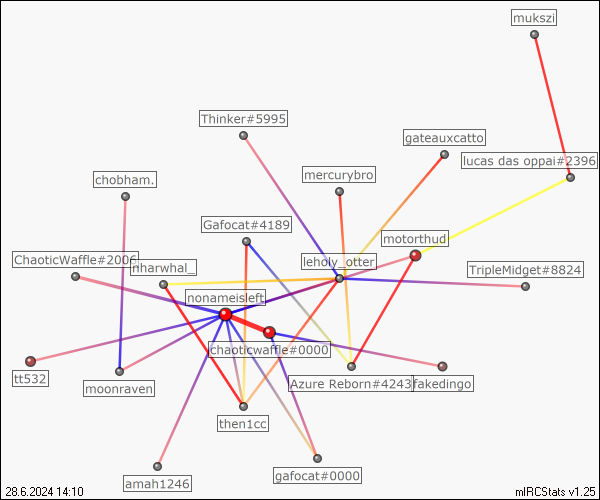 mukszi
Thinker#5995
gateauxcatto
lucas das oppai#2396
mercurybro
chobham.
Gafocat#4189
motorthud
ChaoticWaffle#2006
nharwhal_
leholy_otter
TripleMidget#8824
nonameisleft
chaoticwaffle#0000
tt532
moonraven
Azure Reborn#4243
fakedingo
then1cc
amah1246
gafocat#0000
28.6.2024 14:10
mIRCStats v1.25